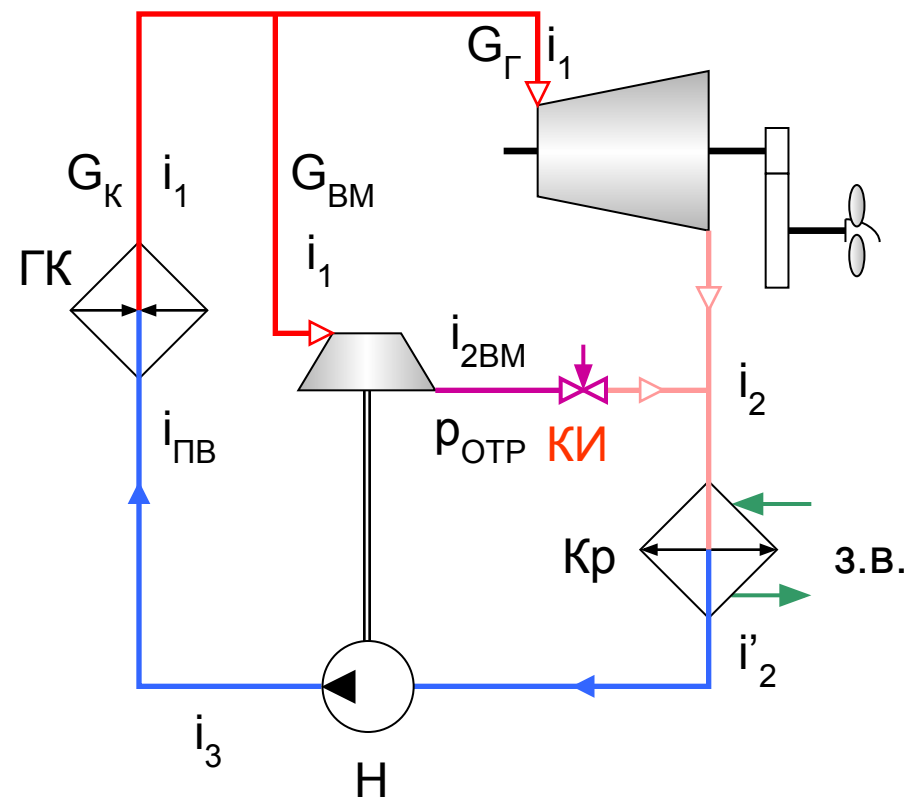 G_Г i_1
G_К i_1
G_ВМ
ГК
i_1
i_2ВМ
i_2
p_ОТР КИ
i_ПВ
Кр
з.в.
i'_2
i_3
Н